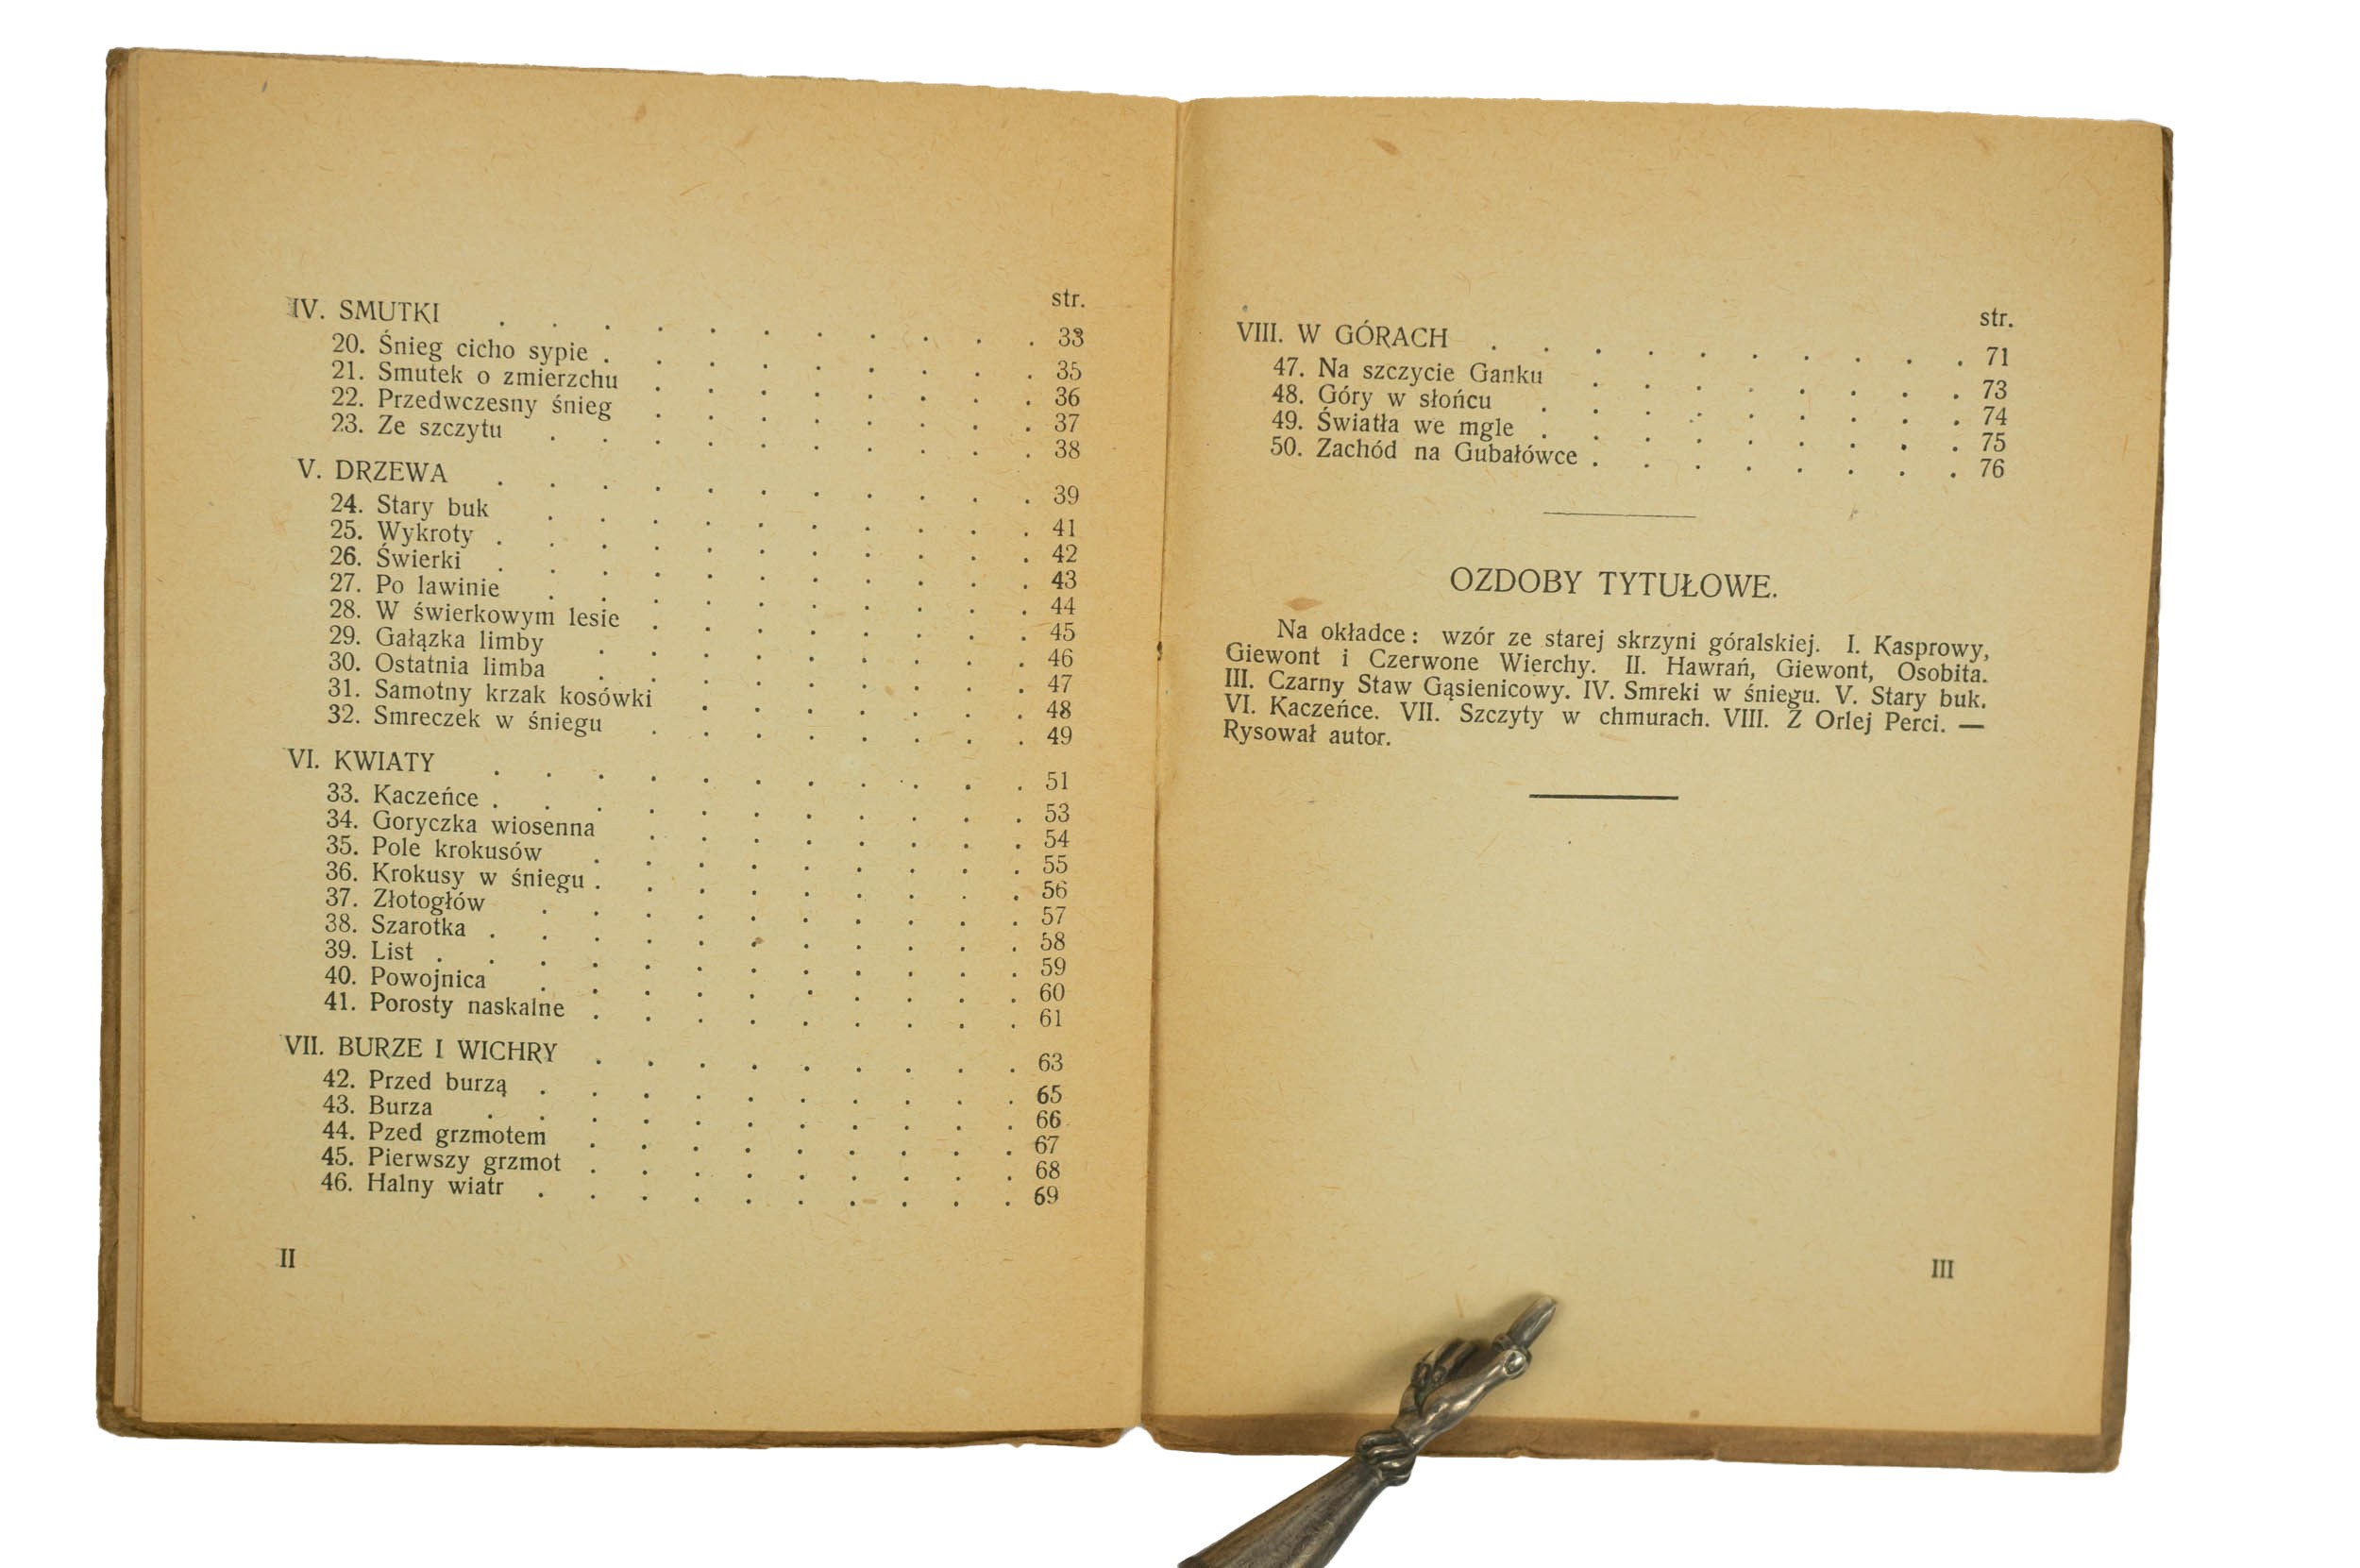 str.
IV. SMUTKI . . . . . . . . . . . 33
20. Śnieg cicho sypie . . . . . . . . . 35
21. Smutek o zmierzchu . . . . . . . . 36
22. Przedwczesny śnieg . . . . . . . . 37
23. Ze szczytu . . . . . . . . . . 38
V. DRZEWA . . . . . . . . . . . 39
24. Stary buk . . . . . . . . . . 41
25. Wykroty . . . . . . . . . . . 42
26. Świerki . . . . . . . . . . . 43
27. Po lawinie . . . . . . . . . . 44
28. W świerkowym lesie . . . . . . . . 45
29. Gałązka limby . . . . . . . . . 46
30. Ostatnia limba . . . . . . . . . 47
31. Samotny krzak kosówki . . . . . . . 48
32. Smreczek w śniegu . . . . . . . . 49
VI. KWIATY . . . . . . . . . . . 51
33. Kaczeńce . . . . . . . . . . . 53
34. Goryczka wiosenna . . . . . . . . 54
35. Pole krokusów . . . . . . . . . 55
36. Krokusy w śniegu . . . . . . . . . 56
37. Złotogłów . . . . . . . . . . 57
38. Szarotka . . . . . . . . . . . 58
39. List . . . . . . . . . . . . 59
40. Powojnica . . . . . . . . . . 60
41. Porosty naskalne . . . . . . . . . 61
VII. BURZE I WICHRY . . . . . . . . . 63
42. Przed burzą . . . . . . . . . . 65
43. Burza . . . . . . . . . . . 66
44. Pzed grzmotem . . . . . . . . . 67
45. Pierwszy grzmot . . . . . . . . . 68
46. Halny wiatr . . . . . . . . . . 69
II
str.
VIII. W GÓRACH . . . . . . . . . . 71
47. Na szczycie Ganku . . . . . . . . 73
48. Góry w słońcu . . . . . . . . . 74
49. Światła we mgle . . . . . . . . . 75
50. Zachód na Gubałówce . . . . . . . . 76
OZDOBY TYTUŁOWE.
Na okładce: wzór ze starej skrzyni góralskiej. I. Kasprowy,
Giewont i Czerwone Wierchy. II. Hawrań, Giewont, Osobita.
III. Czarny Staw Gąsienicowy. IV. Smreki w śniegu. V. Stary buk.
VI. Kaczeńce. VII. Szczyty w chmurach. VIII. Z Orlej Perci. —
Rysował autor.
III